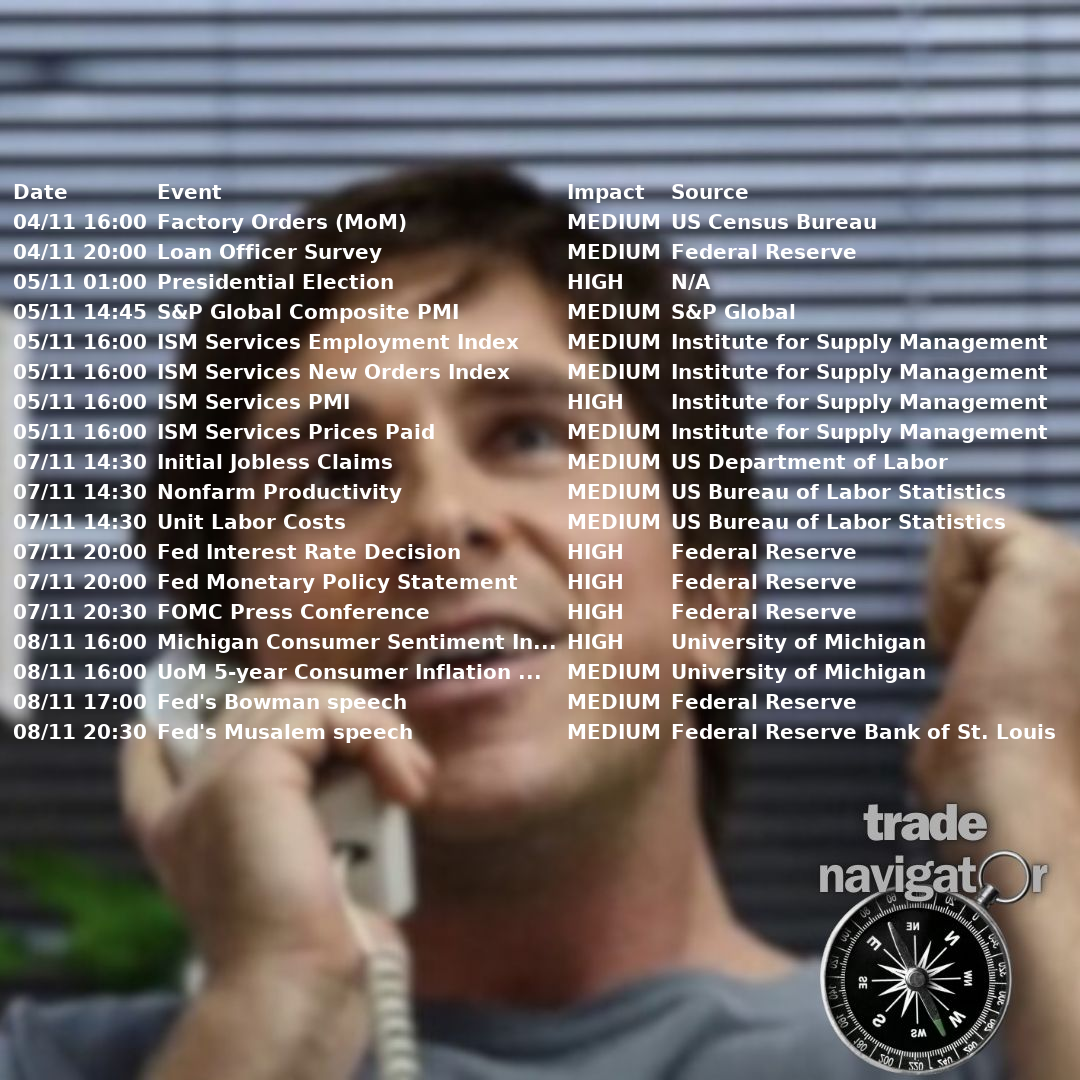 Date Event Impact Source
04/11 16:00 Factory Orders (MoM) MEDIUM US Census Bureau
04/11 20:00 Loan Officer Survey MEDIUM Federal Reserve
05/11 01:00 Presidential Election HIGH N/A
05/11 14:45 S&P Global Composite PMI MEDIUM S&P Global
05/11 16:00 ISM Services Employment Index MEDIUM Institute for Supply Management
05/11 16:00 ISM Services New Orders Index MEDIUM Institute for Supply Management
05/11 16:00 ISM Services PMI HIGH Institute for Supply Management
05/11 16:00 ISM Services Prices Paid MEDIUM Institute for Supply Management
07/11 14:30 Initial Jobless Claims MEDIUM US Department of Labor
07/11 14:30 Nonfarm Productivity MEDIUM US Bureau of Labor Statistics
07/11 14:30 Unit Labor Costs MEDIUM US Bureau of Labor Statistics
07/11 20:00 Fed Interest Rate Decision HIGH Federal Reserve
07/11 20:00 Fed Monetary Policy Statement HIGH Federal Reserve
07/11 20:30 FOMC Press Conference HIGH Federal Reserve
08/11 16:00 Michigan Consumer Sentiment In... HIGH University of Michigan
08/11 16:00 UoM 5-year Consumer Inflation ... MEDIUM University of Michigan
08/11 17:00 Fed's Bowman speech MEDIUM Federal Reserve
08/11 20:30 Fed's Musalem speech MEDIUM Federal Reserve Bank of St. Louis
trade
navigator
NE
N
WN
W
WS
S
SE
E